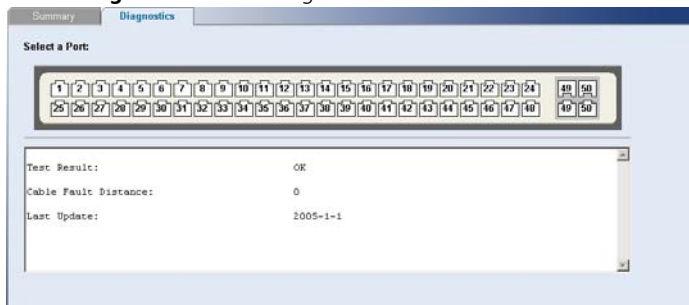 Summary Diagnostics
Select a Port:
1 2 3 4 5 6 7 8 9 10 11 12 13 14 15 16 17 18 19 20 21 22 23 24 49 50
25 26 27 28 29 30 31 32 33 34 35 36 37 38 39 40 41 42 43 44 45 46 47 48 49 50
Test Result: OK
Cable Fault Distance: 0
Last Update: 2005-1-1